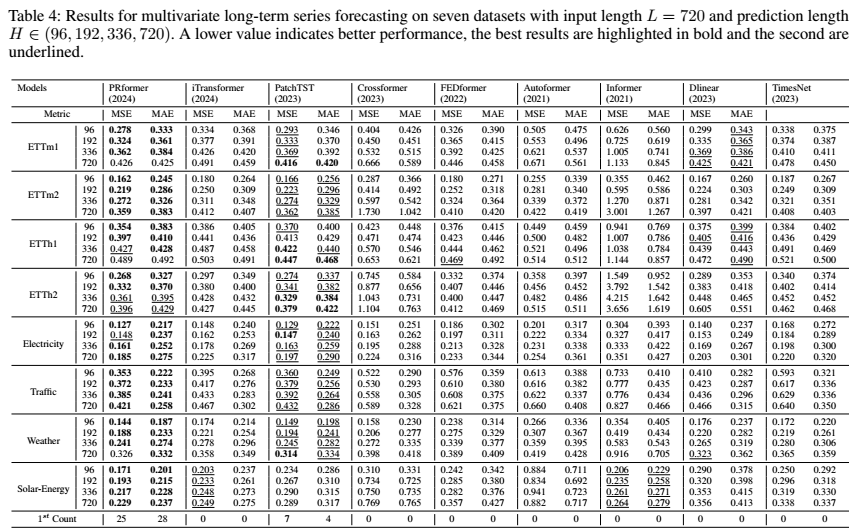 Table 4: Results for multivariate long-term series forecasting on seven datasets with input length L = 720 and prediction length
H ∈ (96, 192, 336, 720). A lower value indicates better performance, the best results are highlighted in bold and the second are
underlined.
Models PRformer iTransformer PatchTST Crossformer FEDformer Autoformer Informer Dlinear TimesNet
(2024) (2024) (2023) (2023) (2022) (2021) (2021) (2023) (2023)
Metric MSE MAE MSE MAE MSE MAE MSE MAE MSE MAE MSE MAE MSE MAE MSE MAE MSE MAE
ETTm1
96 0.278 0.333 0.334 0.368 0.293 0.346 0.404 0.426 0.326 0.390 0.505 0.475 0.626 0.560 0.299 0.343 0.338 0.375
192 0.324 0.361 0.377 0.391 0.333 0.370 0.450 0.451 0.365 0.415 0.553 0.496 0.725 0.619 0.335 0.365 0.374 0.387
336 0.362 0.384 0.426 0.420 0.369 0.392 0.532 0.515 0.392 0.425 0.621 0.537 1.005 0.741 0.369 0.386 0.410 0.411
720 0.426 0.425 0.491 0.459 0.416 0.420 0.666 0.589 0.446 0.458 0.671 0.561 1.133 0.845 0.425 0.421 0.478 0.450
ETTm2
96 0.162 0.245 0.180 0.264 0.166 0.256 0.287 0.366 0.180 0.271 0.255 0.339 0.355 0.462 0.167 0.260 0.187 0.267
192 0.219 0.286 0.250 0.309 0.223 0.296 0.414 0.492 0.252 0.318 0.281 0.340 0.595 0.586 0.224 0.303 0.249 0.309
336 0.272 0.326 0.311 0.348 0.274 0.329 0.597 0.542 0.324 0.364 0.339 0.372 1.270 0.871 0.281 0.342 0.321 0.351
720 0.359 0.383 0.412 0.407 0.362 0.385 1.730 1.042 0.410 0.420 0.422 0.419 3.001 1.267 0.397 0.421 0.408 0.403
ETTh1
96 0.354 0.383 0.386 0.405 0.370 0.400 0.423 0.448 0.376 0.415 0.449 0.459 0.941 0.769 0.375 0.399 0.384 0.402
192 0.397 0.410 0.441 0.436 0.413 0.429 0.471 0.474 0.423 0.446 0.500 0.482 1.007 0.786 0.405 0.416 0.436 0.429
336 0.427 0.428 0.487 0.458 0.422 0.440 0.570 0.546 0.444 0.462 0.521 0.496 1.038 0.784 0.439 0.443 0.491 0.469
720 0.489 0.492 0.503 0.491 0.447 0.468 0.653 0.621 0.469 0.492 0.514 0.512 1.144 0.857 0.472 0.490 0.521 0.500
ETTh2
96 0.268 0.327 0.297 0.349 0.274 0.337 0.745 0.584 0.332 0.374 0.358 0.397 1.549 0.952 0.289 0.353 0.340 0.374
192 0.332 0.370 0.380 0.400 0.341 0.382 0.877 0.656 0.407 0.446 0.456 0.452 3.792 1.542 0.383 0.418 0.402 0.414
336 0.361 0.395 0.428 0.432 0.329 0.384 1.043 0.731 0.400 0.447 0.482 0.486 4.215 1.642 0.448 0.465 0.452 0.452
720 0.396 0.429 0.427 0.445 0.379 0.422 1.104 0.763 0.412 0.469 0.515 0.511 3.656 1.619 0.605 0.551 0.462 0.468
Electricity
96 0.127 0.217 0.148 0.240 0.129 0.222 0.151 0.251 0.186 0.302 0.201 0.317 0.304 0.393 0.140 0.237 0.168 0.272
192 0.148 0.237 0.162 0.253 0.147 0.240 0.163 0.262 0.197 0.311 0.222 0.334 0.327 0.417 0.153 0.249 0.184 0.289
336 0.161 0.252 0.178 0.269 0.163 0.259 0.195 0.288 0.213 0.328 0.231 0.338 0.333 0.422 0.169 0.267 0.198 0.300
720 0.185 0.275 0.225 0.317 0.197 0.290 0.224 0.316 0.233 0.344 0.254 0.361 0.351 0.427 0.203 0.301 0.220 0.320
Traffic
96 0.353 0.222 0.395 0.268 0.360 0.249 0.522 0.290 0.576 0.359 0.613 0.388 0.733 0.410 0.410 0.282 0.593 0.321
192 0.372 0.233 0.417 0.276 0.379 0.256 0.530 0.293 0.610 0.380 0.616 0.382 0.777 0.435 0.423 0.287 0.617 0.336
336 0.385 0.241 0.433 0.283 0.392 0.264 0.558 0.305 0.608 0.375 0.622 0.337 0.776 0.434 0.436 0.296 0.629 0.336
720 0.421 0.258 0.467 0.302 0.432 0.286 0.589 0.328 0.621 0.375 0.660 0.408 0.827 0.466 0.466 0.315 0.640 0.350
Weather
96 0.144 0.187 0.174 0.214 0.149 0.198 0.158 0.230 0.238 0.314 0.266 0.336 0.354 0.405 0.176 0.237 0.172 0.220
192 0.188 0.233 0.221 0.254 0.194 0.241 0.206 0.277 0.275 0.329 0.307 0.367 0.419 0.434 0.220 0.282 0.219 0.261
336 0.241 0.274 0.278 0.296 0.245 0.282 0.272 0.335 0.339 0.377 0.359 0.395 0.583 0.543 0.265 0.319 0.280 0.306
720 0.326 0.332 0.358 0.349 0.314 0.334 0.398 0.418 0.389 0.409 0.419 0.428 0.916 0.705 0.323 0.362 0.365 0.359
Solar-Energy
96 0.171 0.201 0.203 0.237 0.234 0.286 0.310 0.331 0.242 0.342 0.884 0.711 0.206 0.229 0.290 0.378 0.250 0.292
192 0.193 0.215 0.233 0.261 0.267 0.310 0.734 0.725 0.285 0.380 0.834 0.692 0.235 0.258 0.320 0.398 0.296 0.318
336 0.217 0.228 0.248 0.273 0.290 0.315 0.750 0.735 0.282 0.376 0.941 0.723 0.261 0.271 0.353 0.415 0.319 0.330
720 0.229 0.237 0.249 0.275 0.289 0.317 0.769 0.765 0.357 0.427 0.882 0.717 0.264 0.279 0.356 0.413 0.338 0.337
1st Count 25 28 0 0 7 4 0 0 0 0 0 0 0 0 0 0 0 0